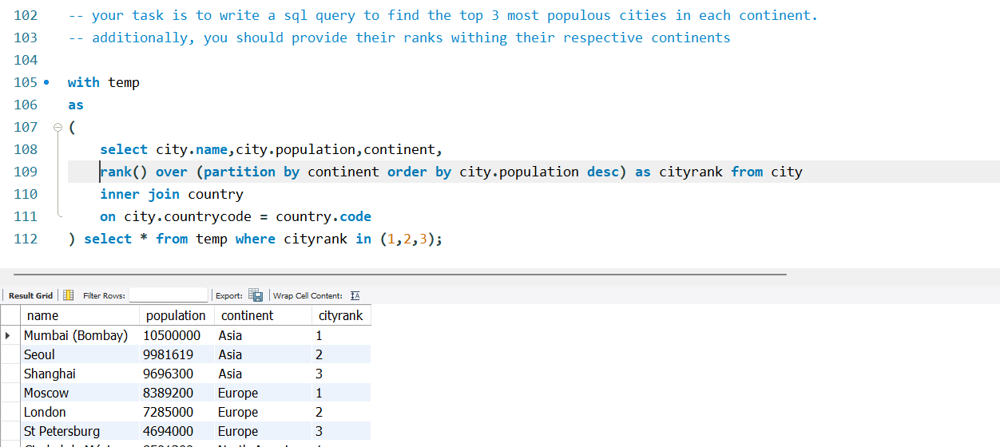 102 -- your task is to write a sql query to find the top 3 most populous cities in each continent.
103 -- additionally, you should provide their ranks withing their respective continents
104
105 with temp
106 as
107 (
108 select city.name,city.population,continent,
109 rank() over (partition by continent order by city.population desc) as cityrank from city
110 inner join country
111 on city.countrycode = country.code
112 ) select * from temp where cityrank in (1,2,3);
Result Grid Filter Rows: Export: Wrap Cell Content:
name population continent cityrank
Mumbai (Bombay) 10500000 Asia 1
Seoul 9981619 Asia 2
Shanghai 9696300 Asia 3
Moscow 8389200 Europe 1
London 7285000 Europe 2
St Petersburg 4694000 Europe 3